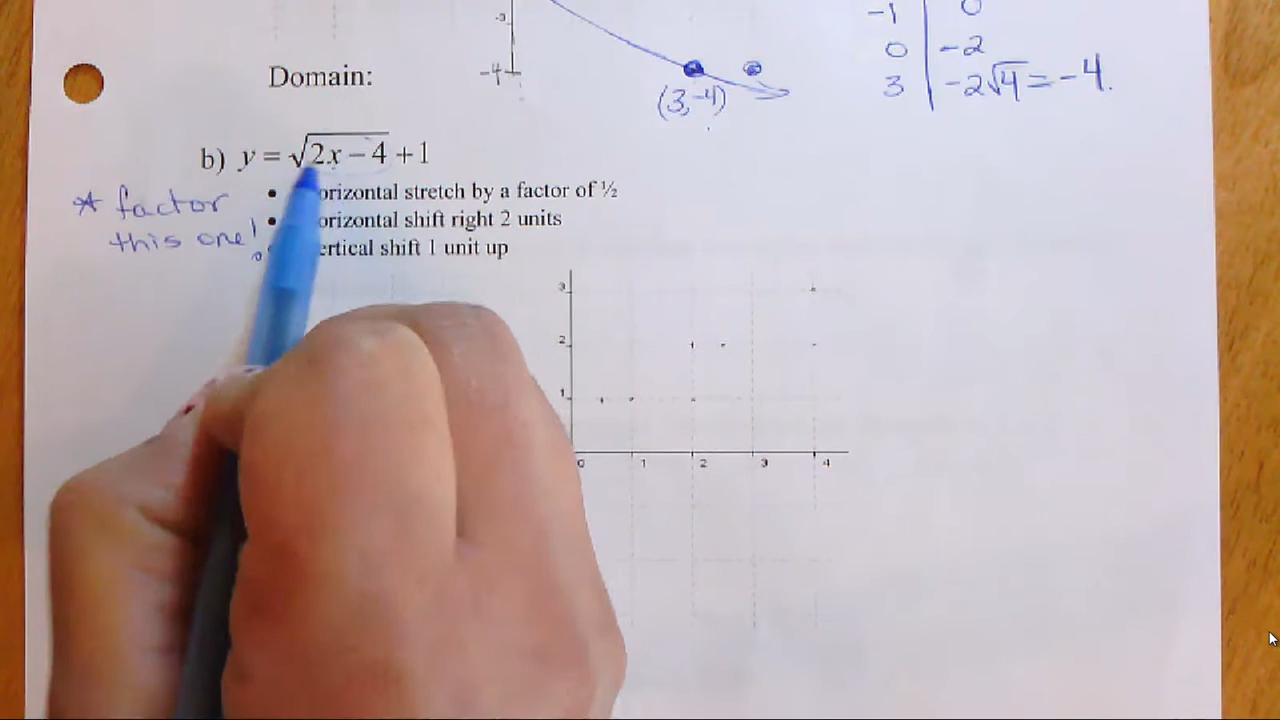 -1 | 0
-3
0 | -2
Domain:
-4
3 | -2√4 = -4.
(3,-4)
b) y = √2x − 4 + 1
* factor
this one!
• orizontal stretch by a factor of ½
• orizontal shift right 2 units
ertical shift 1 unit up
3
2
1
0 1 2 3 4